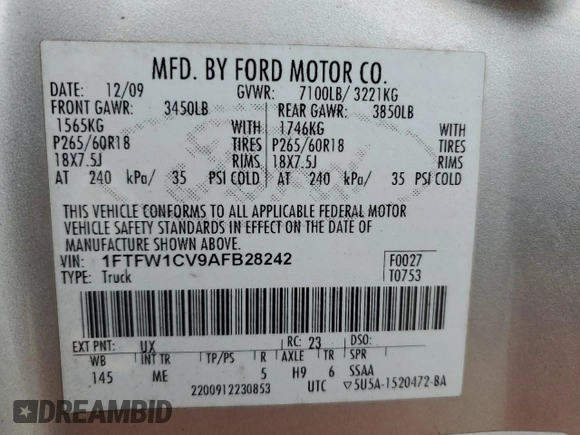 MFD. BY FORD MOTOR CO.
DATE: 12/09 GVWR: 7100LB/ 3221KG
FRONT GAWR: 3450LB REAR GAWR: 3850LB
1565KG WITH 1746KG WITH
P265/60R18 TIRES P265/60R18 TIRES
18X7.5J RIMS 18X7.5J RIMS
AT 240 kPa/ 35 PSI COLD AT 240 kPa/ 35 PSI COLD
THIS VEHICLE CONFORMS TO ALL APPLICABLE FEDERAL MOTOR
VEHICLE SAFETY STANDARDS IN EFFECT ON THE DATE OF
MANUFACTURE SHOWN ABOVE.
VIN: 1FTFW1CV9AFB28242 F0027
TYPE: Truck T0753
EXT PNT: UX RC: 23 DSO:
WB INT TR TP/PS R AXLE TR SPR
145 ME 5 H9 6 SSAA
2200912230853 UTC ▽5U5A-1520472-BA
DREAMBID